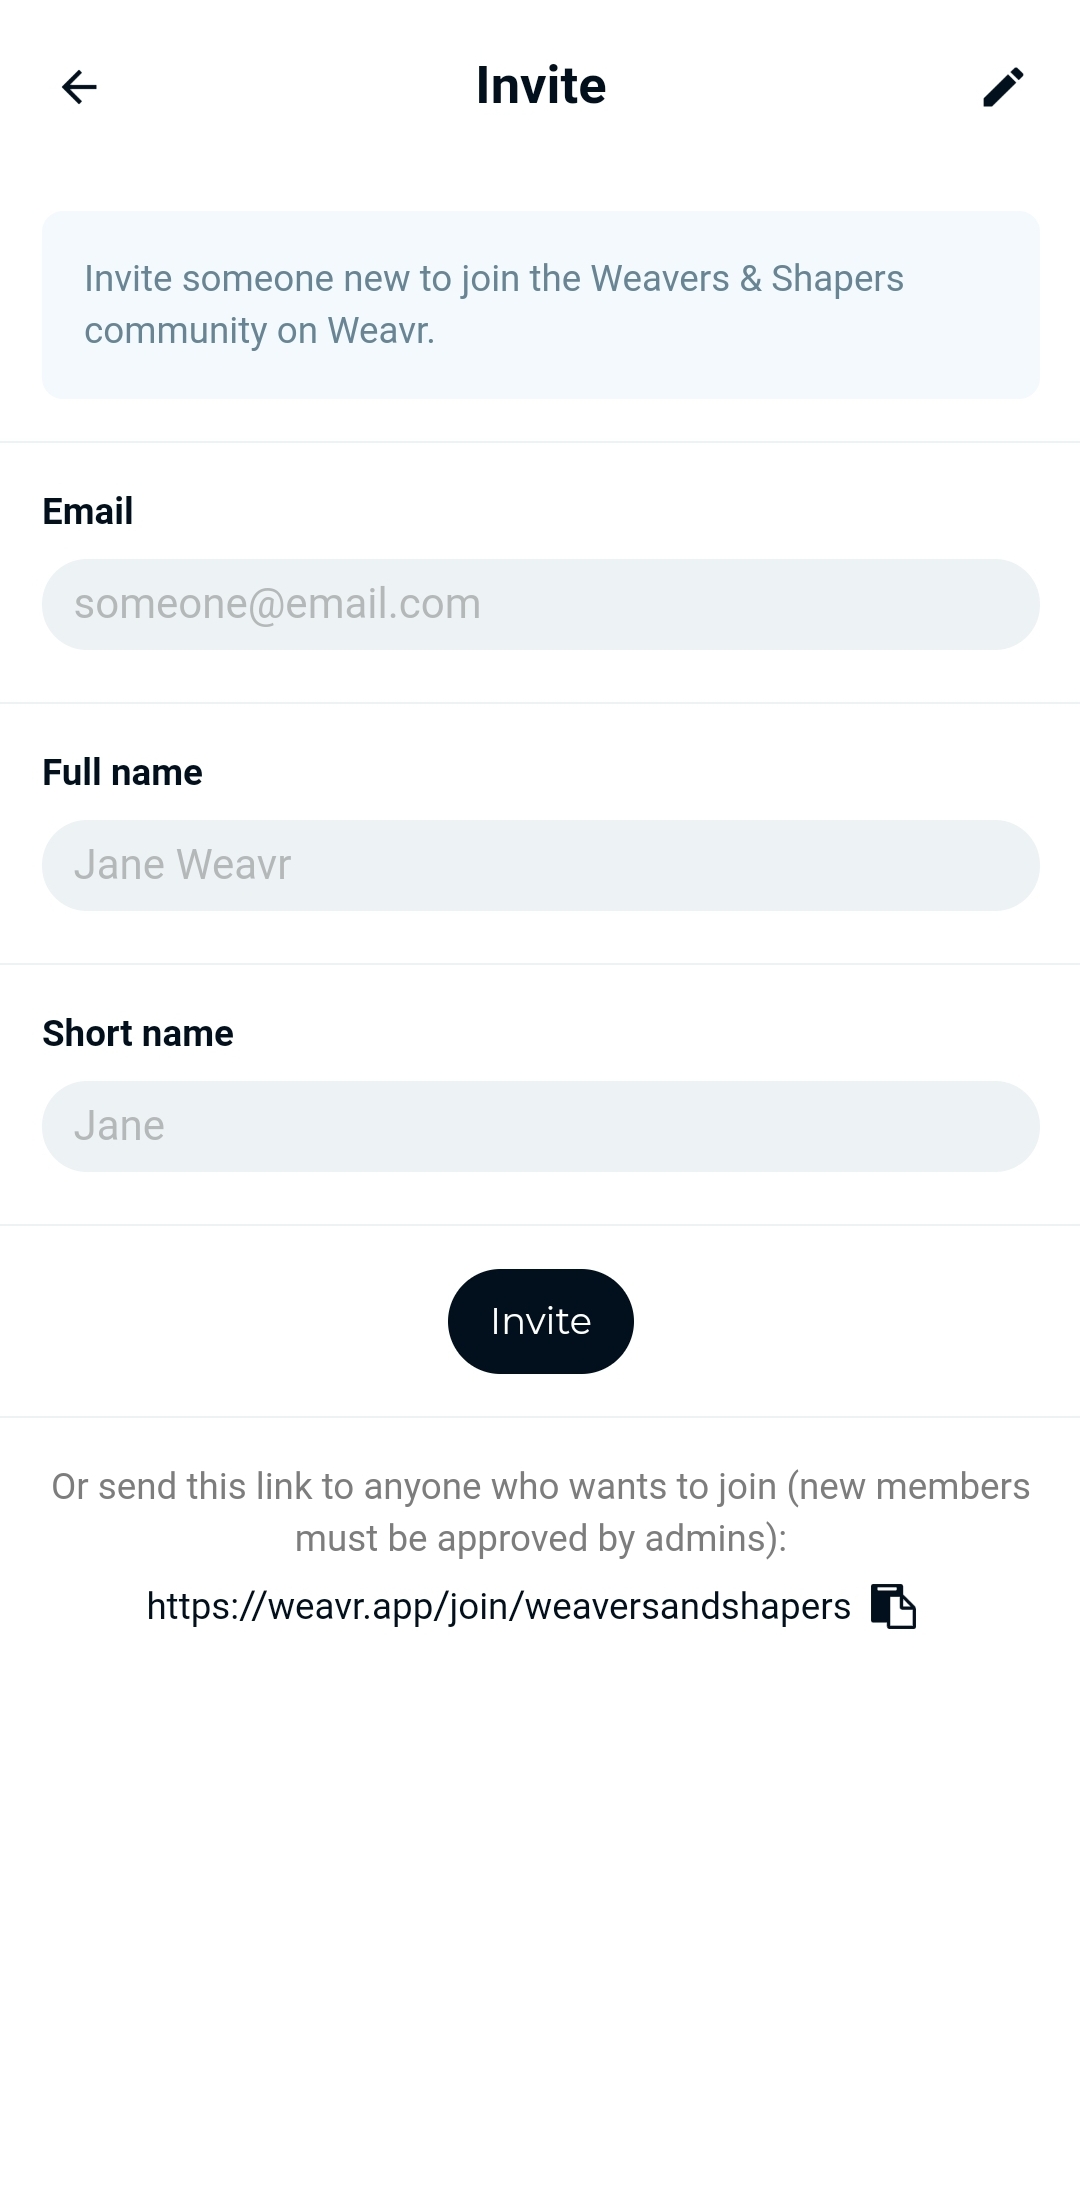 Invite
Invite someone new to join the Weavers & Shapers
community on Weavr.
Email
someone@email.com
Full name
Jane Weavr
Short name
Jane
Invite
Or send this link to anyone who wants to join (new members
must be approved by admins):
https://weavr.app/join/weaversandshapers